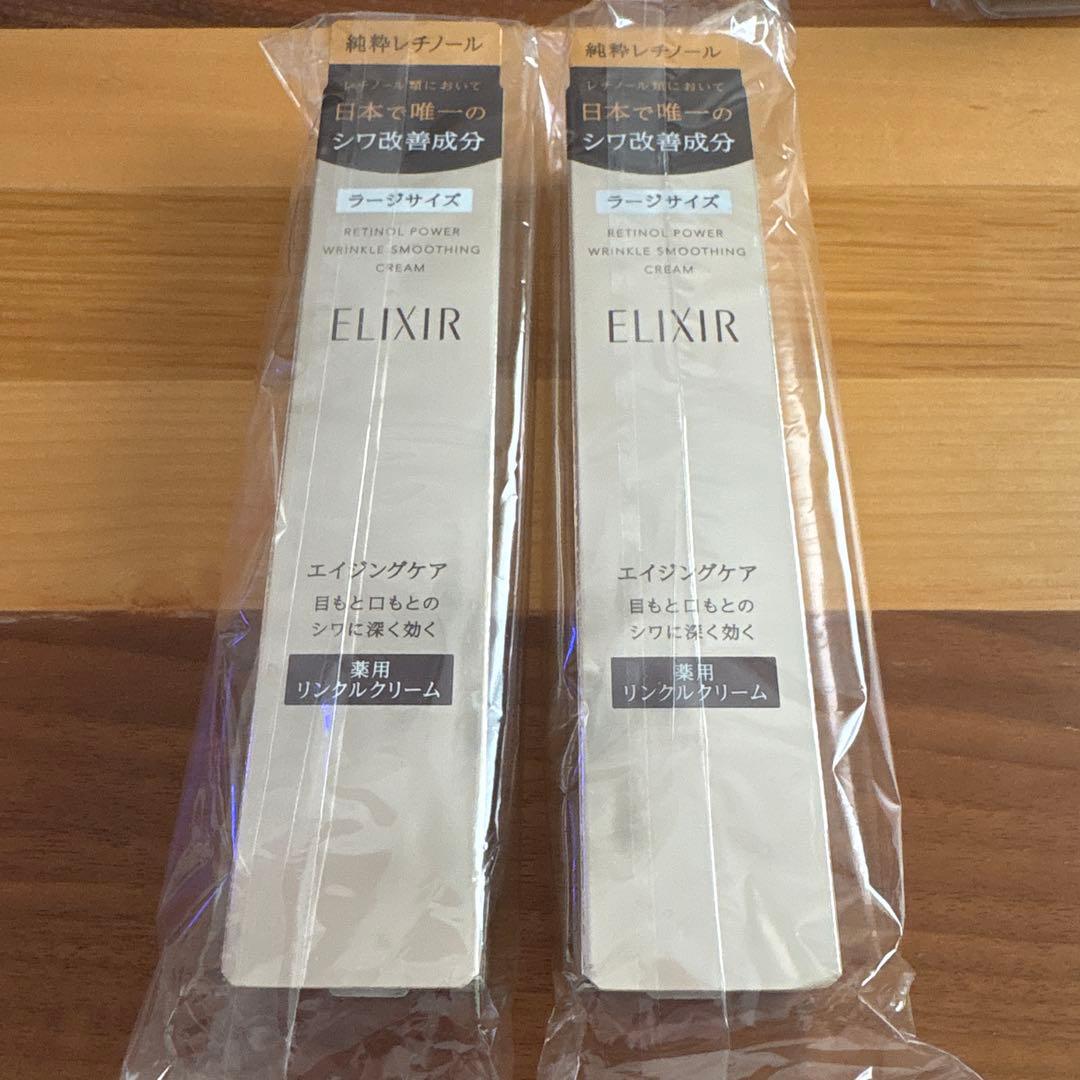 純粋レチノール
レチノール類において
日本で唯一の
シワ改善成分
ラージサイズ
RETINOL POWER
WRINKLE SMOOTHING
CREAM
ELIXIR
エイジングケア
目もと口もとの
シワに深く効く
薬用
リンクルクリーム
純粋レチノール
レチノール類において
日本で唯一の
シワ改善成分
ラージサイズ
RETINOL POWER
WRINKLE SMOOTHING
CREAM
ELIXIR
エイジングケア
目もと口もとの
シワに深く効く
薬用
リンクルクリーム